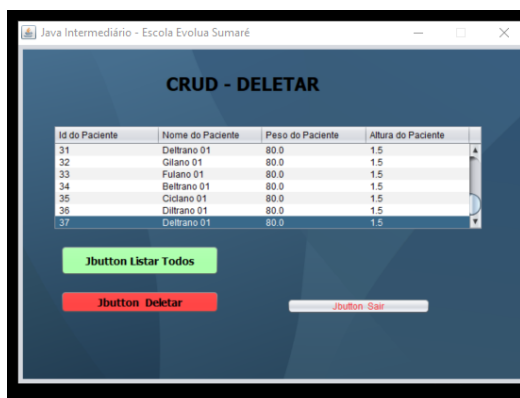 Java Intermediário - Escola Evolua Sumaré
CRUD - DELETAR
Id do Paciente Nome do Paciente Peso do Paciente Altura do Paciente
31 Deltrano 01 80.0 1.5
32 Gilano 01 80.0 1.5
33 Fulano 01 80.0 1.5
34 Beltrano 01 80.0 1.5
35 Ciclano 01 80.0 1.5
36 Diltrano 01 80.0 1.5
37 Deltrano 01 80.0 1.5
Jbutton Listar Todos
Jbutton Deletar
Jbutton Sair